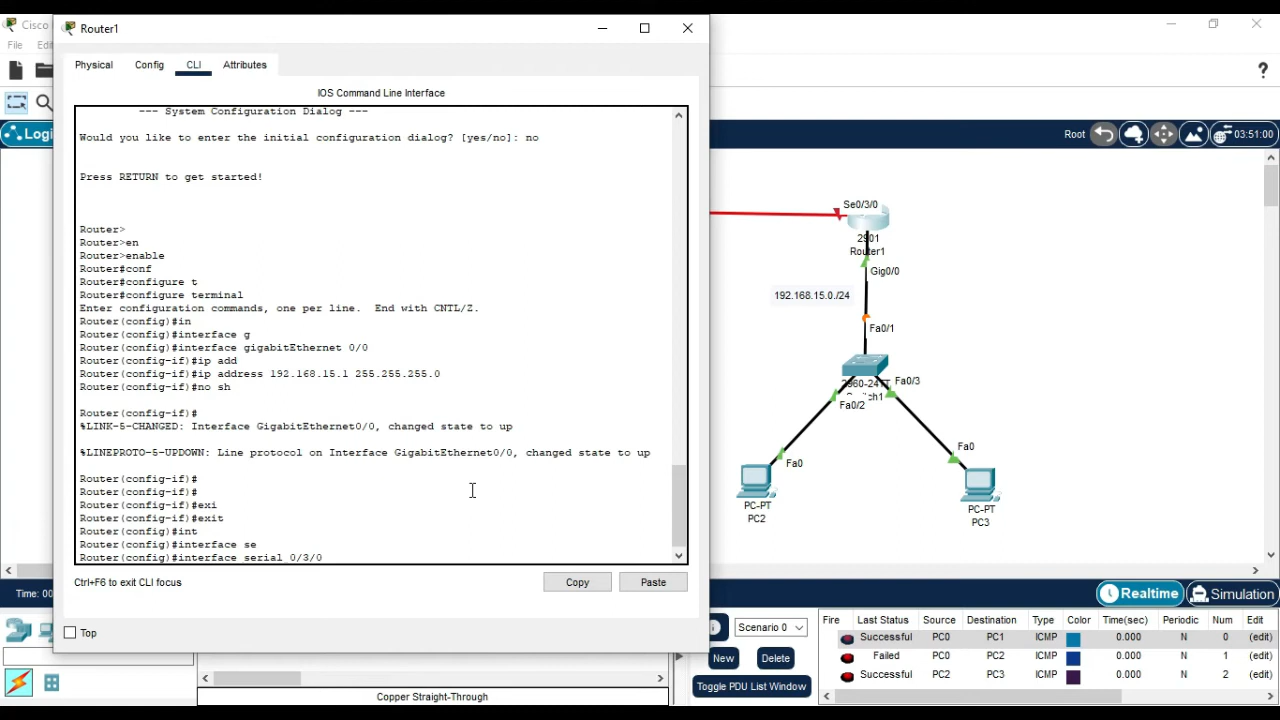 Cisco
Router1
File
Edi
Physical
Config
CLI
Attributes
IOS Command Line Interface
--- System Configuration Dialog ---
Would you like to enter the initial configuration dialog? [yes/no]: no
Press RETURN to get started!
Router>
Router>en
Router>enable
Router#conf
Router#configure t
Router#configure terminal
Enter configuration commands, one per line.  End with CNTL/Z.
Router(config)#in
Router(config)#interface g
Router(config)#interface gigabitEthernet 0/0
Router(config-if)#ip add
Router(config-if)#ip address 192.168.15.1 255.255.255.0
Router(config-if)#no sh
Router(config-if)#
%LINK-5-CHANGED: Interface GigabitEthernet0/0, changed state to up
%LINEPROTO-5-UPDOWN: Line protocol on Interface GigabitEthernet0/0, changed state to up
Router(config-if)#
Router(config-if)#
Router(config-if)#exi
Router(config-if)#exit
Router(config)#int
Router(config)#interface se
Router(config)#interface serial 0/3/0
Ctrl+F6 to exit CLI focus
Copy
Paste
Top
Logi
Root
03:51:00
Se0/3/0
2901
Router1
Gig0/0
192.168.15.0./24
Fa0/1
2960-24TT
Switch1
Fa0/3
Fa0/2
Fa0
Fa0
PC-PT
PC2
PC-PT
PC3
Time: 00
Realtime
Simulation
Scenario 0
New
Delete
Toggle PDU List Window
Fire Last Status Source Destination Type Color Time(sec) Periodic Num Edit
Successful PC0 PC1 ICMP 0.000 N 0 (edit)
Failed PC0 PC2 ICMP 0.000 N 1 (edit)
Successful PC2 PC3 ICMP 0.000 N 2 (edit)
Copper Straight-Through